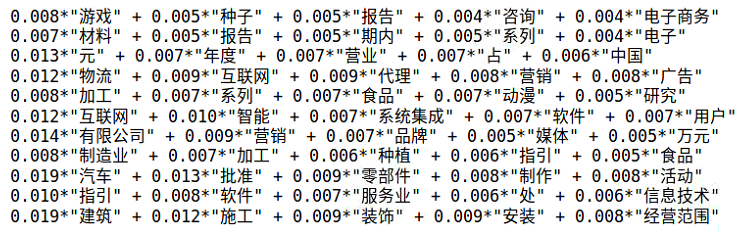 0.008*"游戏" + 0.005*"种子" + 0.005*"报告" + 0.004*"咨询" + 0.004*"电子商务"
0.007*"材料" + 0.005*"报告" + 0.005*"期内" + 0.005*"系列" + 0.004*"电子"
0.013*"元" + 0.007*"年度" + 0.007*"营业" + 0.007*"占" + 0.006*"中国"
0.012*"物流" + 0.009*"互联网" + 0.009*"代理" + 0.008*"营销" + 0.008*"广告"
0.008*"加工" + 0.007*"系列" + 0.007*"食品" + 0.007*"动漫" + 0.005*"研究"
0.012*"互联网" + 0.010*"智能" + 0.007*"系统集成" + 0.007*"软件" + 0.007*"用户"
0.014*"有限公司" + 0.009*"营销" + 0.007*"品牌" + 0.005*"媒体" + 0.005*"万元"
0.008*"制造业" + 0.007*"加工" + 0.006*"种植" + 0.006*"指引" + 0.005*"食品"
0.019*"汽车" + 0.013*"批准" + 0.009*"零部件" + 0.008*"制作" + 0.008*"活动"
0.010*"指引" + 0.008*"软件" + 0.007*"服务业" + 0.006*"处" + 0.006*"信息技术"
0.019*"建筑" + 0.012*"施工" + 0.009*"装饰" + 0.009*"安装" + 0.008*"经营范围"